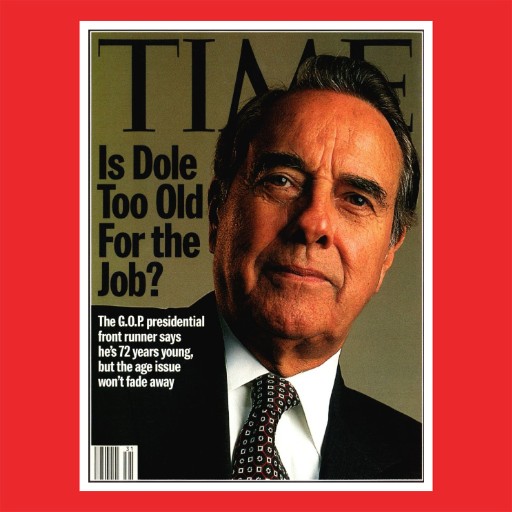 TIME
Is Dole
Too Old
For the
Job?
The G.O.P. presidential
front runner says
he's 72 years young,
but the age issue
won't fade away
31